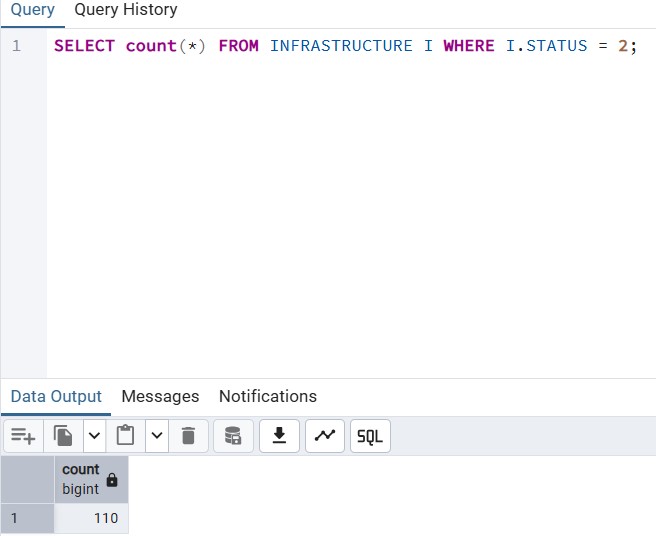 Query Query History
1 SELECT count(*) FROM INFRASTRUCTURE I WHERE I.STATUS = 2;
Data Output Messages Notifications
SQL
count
bigint
1 110